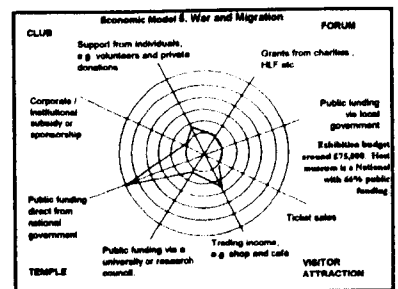 Economic Model 6. War and Migration
CLUB
FORUM
Support from individuals,
e.g. volunteers and private
donations
Grants from charities,
HLF etc
Corporate /
institutional
subsidy or
sponsorship
Public funding
via local
government
Exhibition budget
around £75,000. Host
museum is a National
with 66% public
funding
Public funding
direct from
national
government
Ticket sales
Public funding via a
university or research
council.
Trading income,
e.g. shop and café
TEMPLE
VISITOR
ATTRACTION